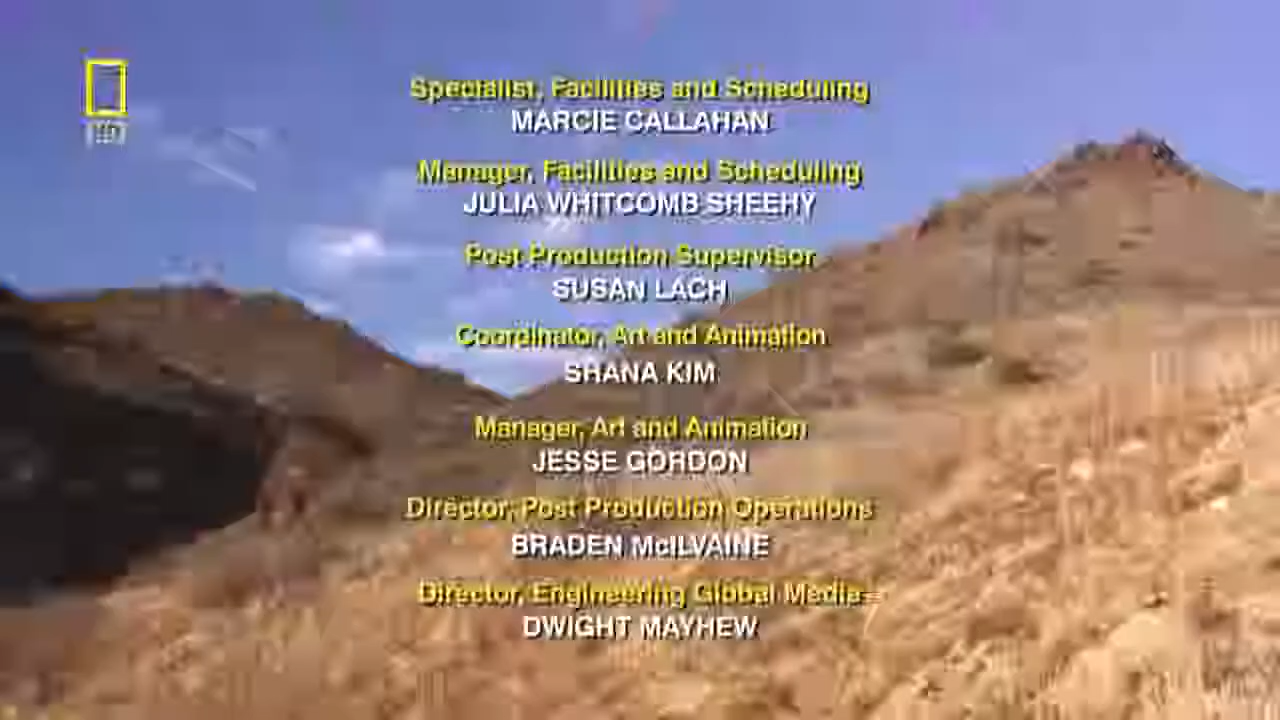 HD
Specialist, Facilities and Scheduling
MARCIE CALLAHAN
Manager, Facilities and Scheduling
JULIA WHITCOMB SHEEHY
Post Production Supervisor
SUSAN LACH
Coordinator, Art and Animation
SHANA KIM
Manager, Art and Animation
JESSE GORDON
Director, Post Production Operations
BRADEN McILVAINE
Director, Engineering Global Media
DWIGHT MAYHEW